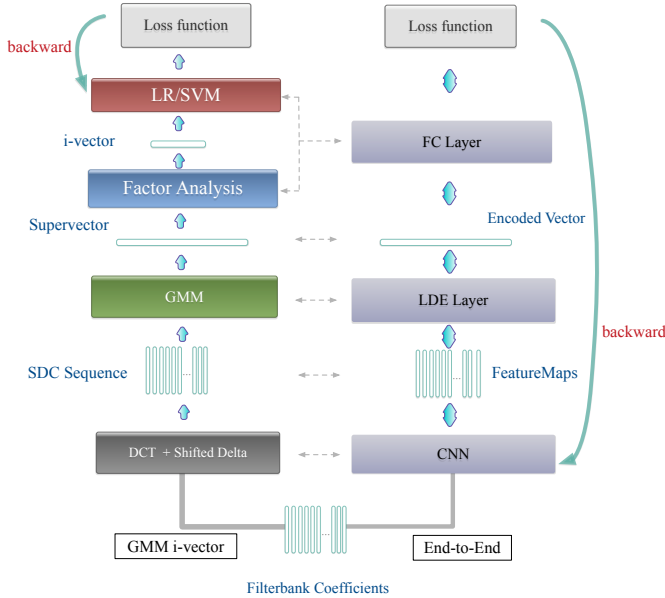 Loss function
Loss function
backward
LR/SVM
i-vector
FC Layer
Factor Analysis
Supervector
Encoded Vector
GMM
LDE Layer
backward
SDC Sequence
...
...
FeatureMaps
DCT + Shifted Delta
CNN
...
GMM i-vector
End-to-End
Filterbank Coefficients